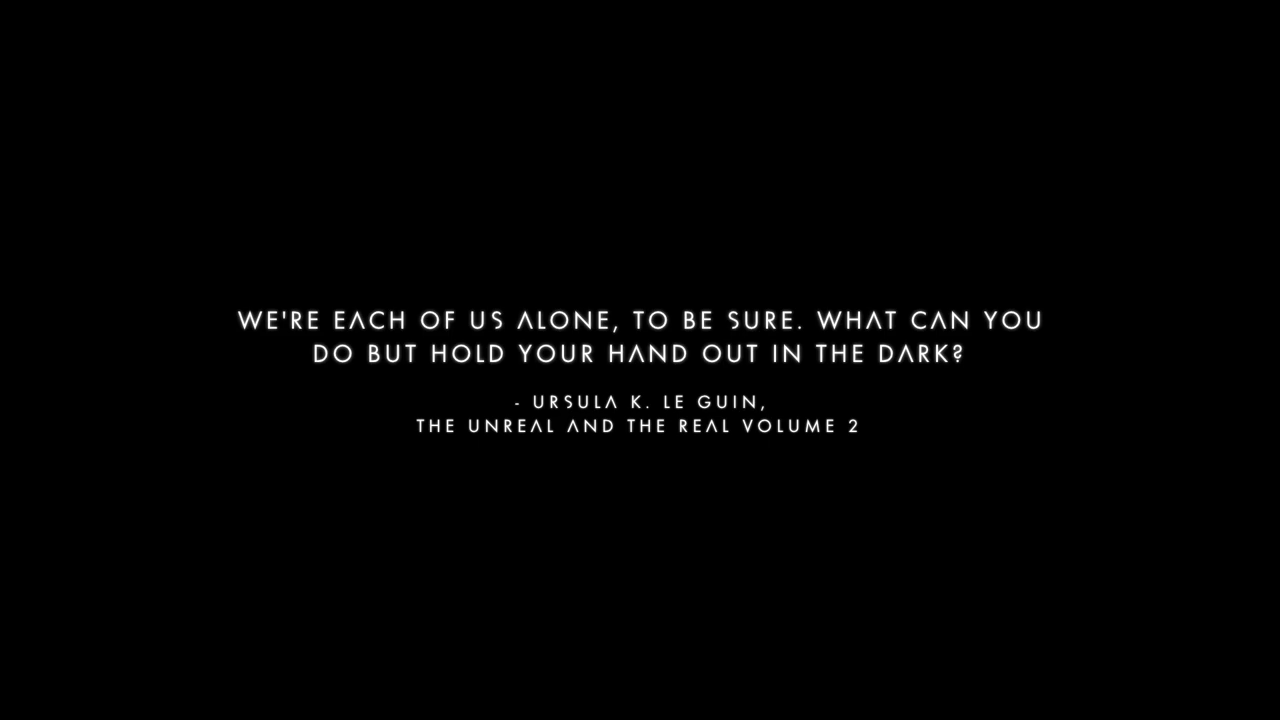 WE'RE EACH OF US ALONE, TO BE SURE. WHAT CAN YOU
DO BUT HOLD YOUR HAND OUT IN THE DARK?
- URSULA K. LE GUIN,
THE UNREAL AND THE REAL VOLUME 2